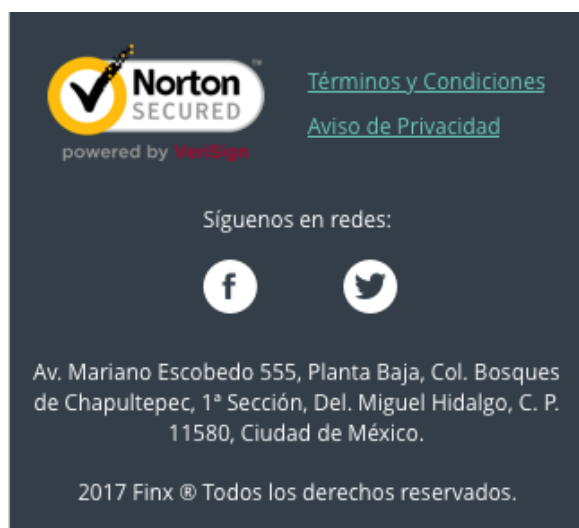 Norton
SECURED
™
powered by VeriSign
Términos y Condiciones
Aviso de Privacidad
Síguenos en redes:
f
Av. Mariano Escobedo 555, Planta Baja, Col. Bosques
de Chapultepec, 1ª Sección, Del. Miguel Hidalgo, C. P.
11580, Ciudad de México.
2017 Finx ® Todos los derechos reservados.